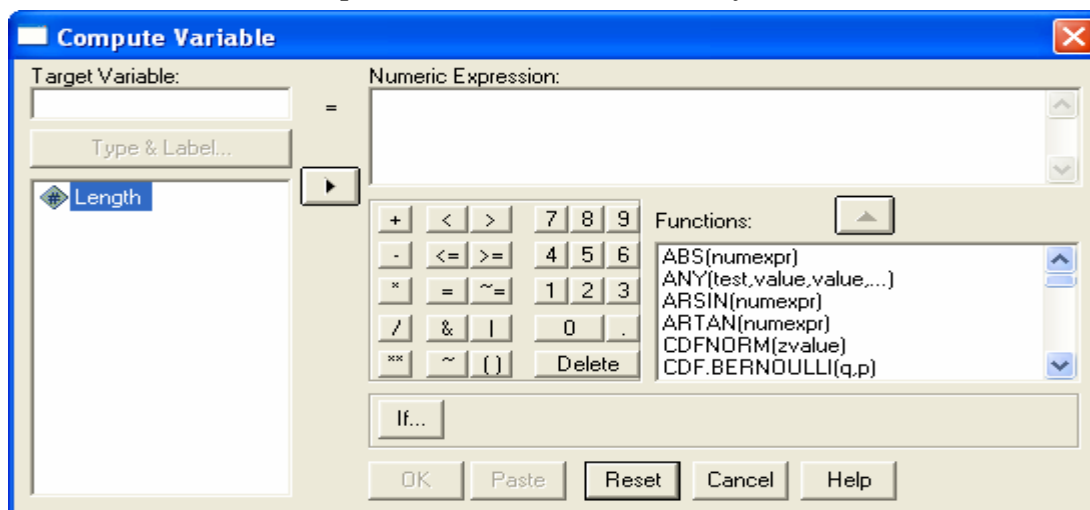 Compute Variable
Target Variable:
Numeric Expression:
=
Type & Label...
Length
+ < > 7 8 9
- <= >= 4 5 6
* = ~= 1 2 3
/ & | 0 .
** ~ () Delete
Functions:
ABS(numexpr)
ANY(test,value,value,...)
ARSIN(numexpr)
ARTAN(numexpr)
CDFNORM(zvalue)
CDF.BERNOULLI(q,p)
If...
OK Paste Reset Cancel Help